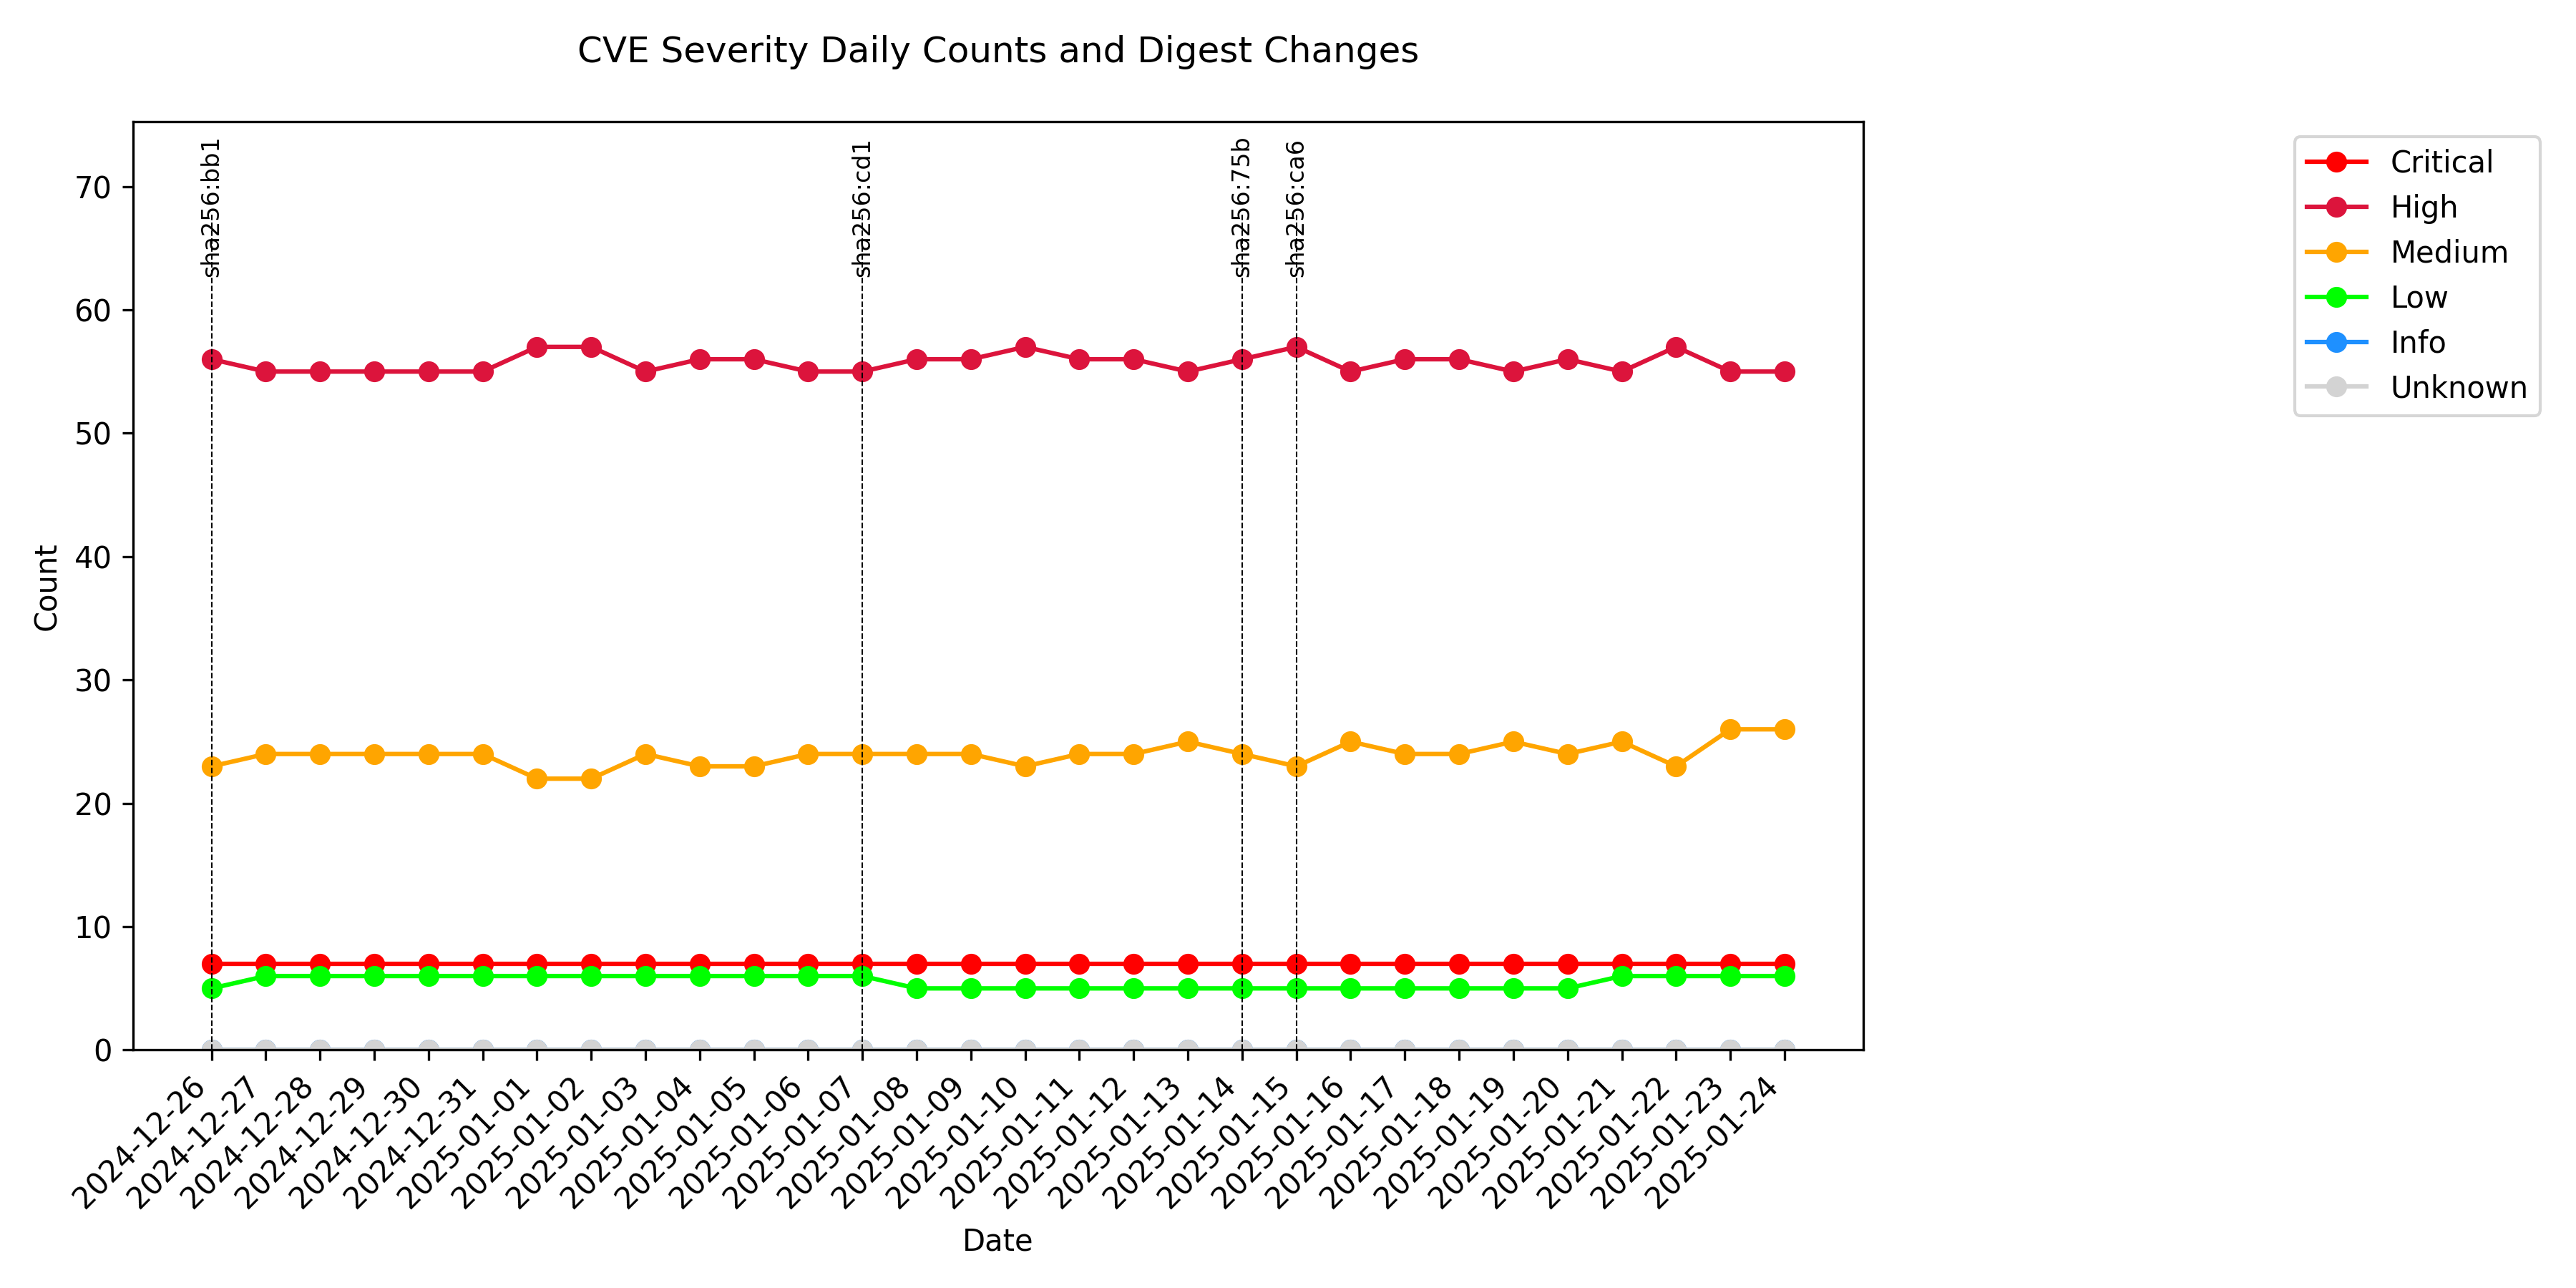 CVE Severity Daily Counts and Digest Changes
sha256:bb1
sha256:cd1
sha256:75b
sha256:ca6
Critical
High
Medium
Low
Info
Unknown
Count
70
60
50
40
30
20
10
0
2024-12-26
2024-12-27
2024-12-28
2024-12-29
2024-12-30
2024-12-31
2025-01-01
2025-01-02
2025-01-03
2025-01-04
2025-01-05
2025-01-06
2025-01-07
2025-01-08
2025-01-09
2025-01-10
2025-01-11
2025-01-12
2025-01-13
2025-01-14
2025-01-15
2025-01-16
2025-01-17
2025-01-18
2025-01-19
2025-01-20
2025-01-21
2025-01-22
2025-01-23
2025-01-24
Date